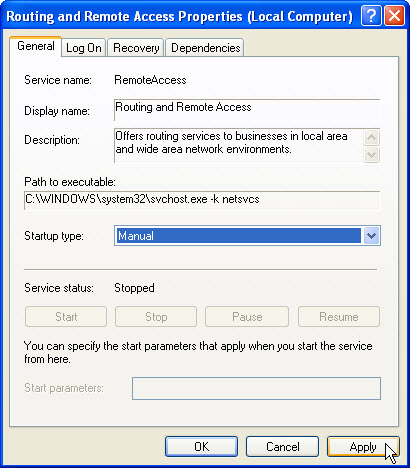 Routing and Remote Access Properties (Local Computer)
General Log On Recovery Dependencies
Service name: RemoteAccess
Display name: Routing and Remote Access
Description: Offers routing services to businesses in local area
and wide area network environments.
Path to executable:
C:\WINDOWS\system32\svchost.exe -k netsvcs
Startup type: Manual
Service status: Stopped
Start Stop Pause Resume
You can specify the start parameters that apply when you start the service
from here.
Start parameters:
OK Cancel Apply